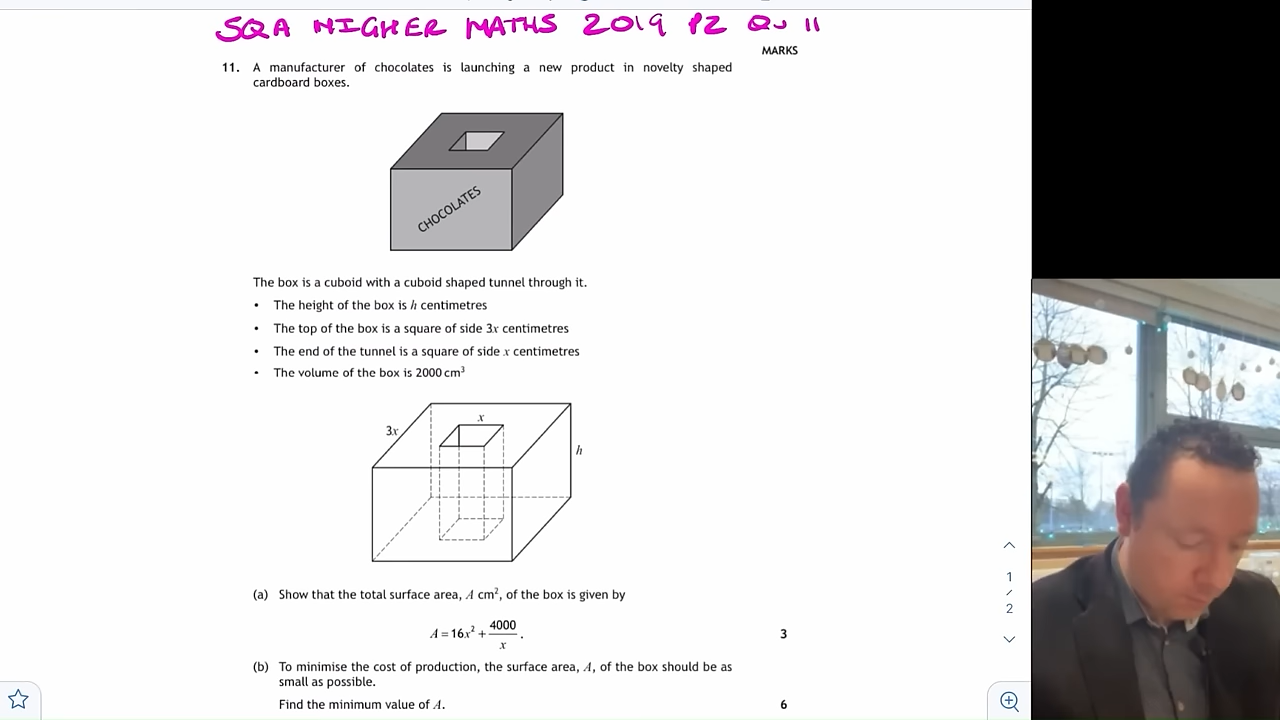 SQA HIGHER MATHS 2019 P2 Qu 11
MARKS
11. A manufacturer of chocolates is launching a new product in novelty shaped
cardboard boxes.
CHOCOLATES
The box is a cuboid with a cuboid shaped tunnel through it.
• The height of the box is h centimetres
• The top of the box is a square of side 3x centimetres
• The end of the tunnel is a square of side x centimetres
• The volume of the box is 2000 cm³
x
3x
h
(a) Show that the total surface area, A cm², of the box is given by
A = 16x² + 4000/x . 3
(b) To minimise the cost of production, the surface area, A, of the box should be as
small as possible.
Find the minimum value of A. 6
1
/
2